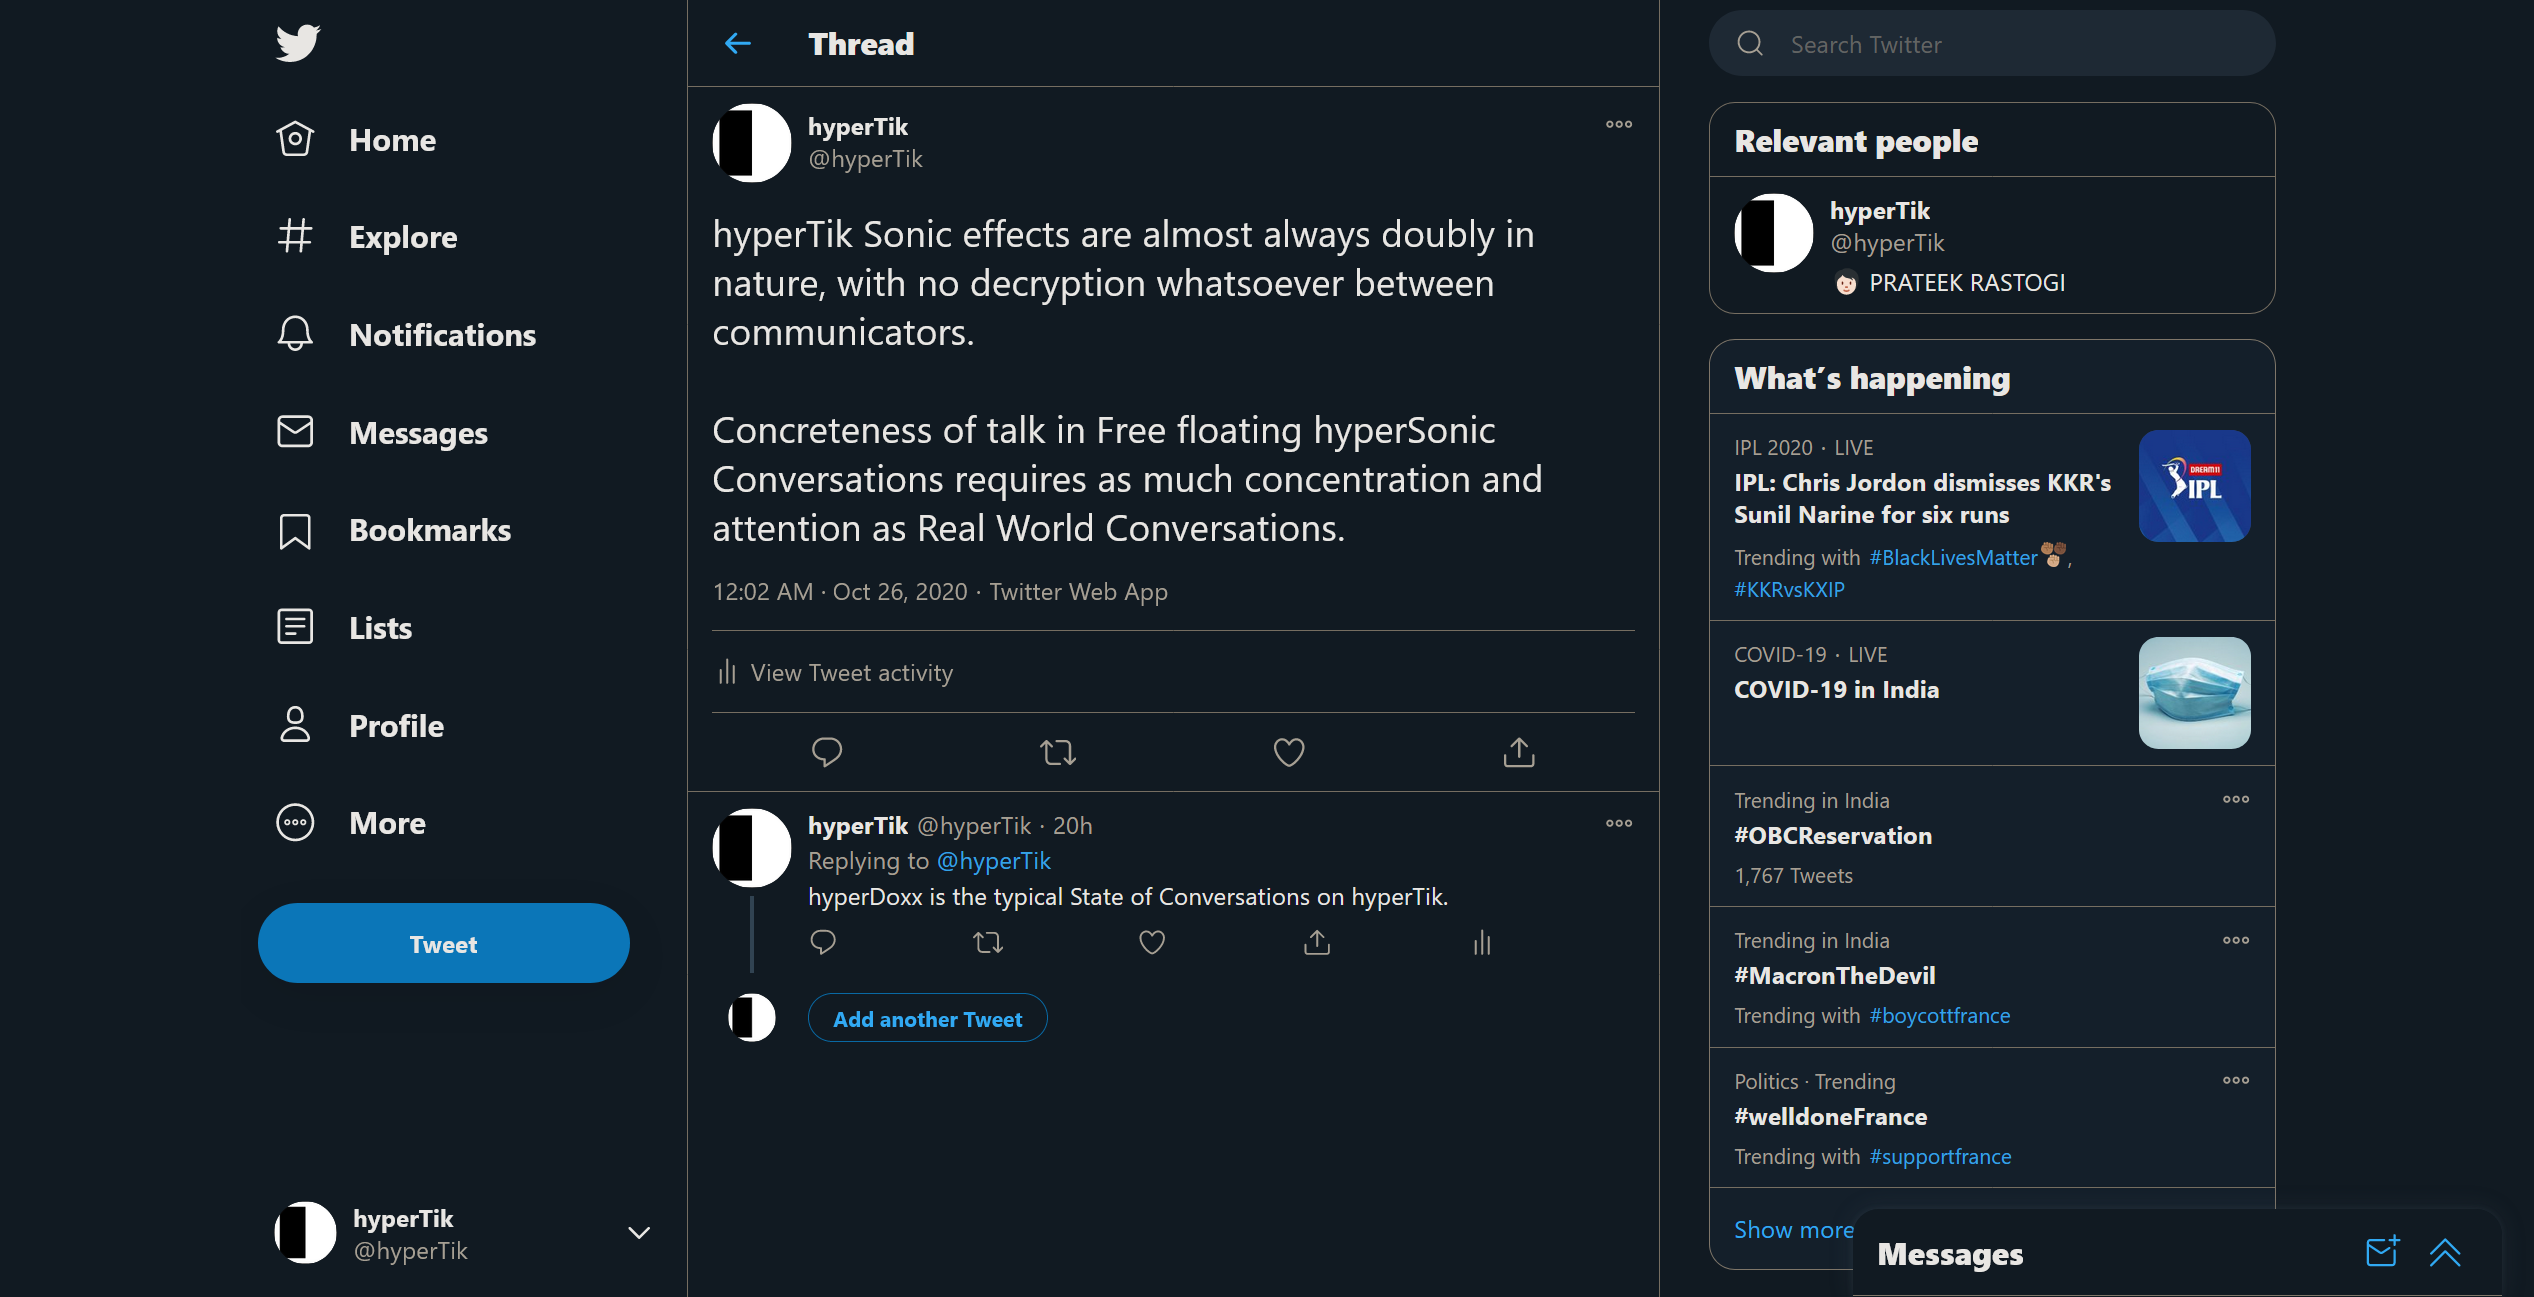 Home
Explore
Notifications
Messages
Bookmarks
Lists
Profile
More
Tweet
hyperTik
@hyperTik
Thread
hyperTik
@hyperTik
hyperTik Sonic effects are almost always doubly in
nature, with no decryption whatsoever between
communicators.
Concreteness of talk in Free floating hyperSonic
Conversations requires as much concentration and
attention as Real World Conversations.
12:02 AM · Oct 26, 2020 · Twitter Web App
View Tweet activity
hyperTik @hyperTik · 20h
Replying to @hyperTik
hyperDoxx is the typical State of Conversations on hyperTik.
Add another Tweet
Search Twitter
Relevant people
hyperTik
@hyperTik
PRATEEK RASTOGI
What's happening
IPL 2020 · LIVE
IPL: Chris Jordon dismisses KKR's
Sunil Narine for six runs
Trending with #BlackLivesMatter,
#KKRvsKXIP
DREAM11
IPL
COVID-19 · LIVE
COVID-19 in India
Trending in India
#OBCReservation
1,767 Tweets
Trending in India
#MacronTheDevil
Trending with #boycottfrance
Politics · Trending
#welldoneFrance
Trending with #supportfrance
Show more
Messages